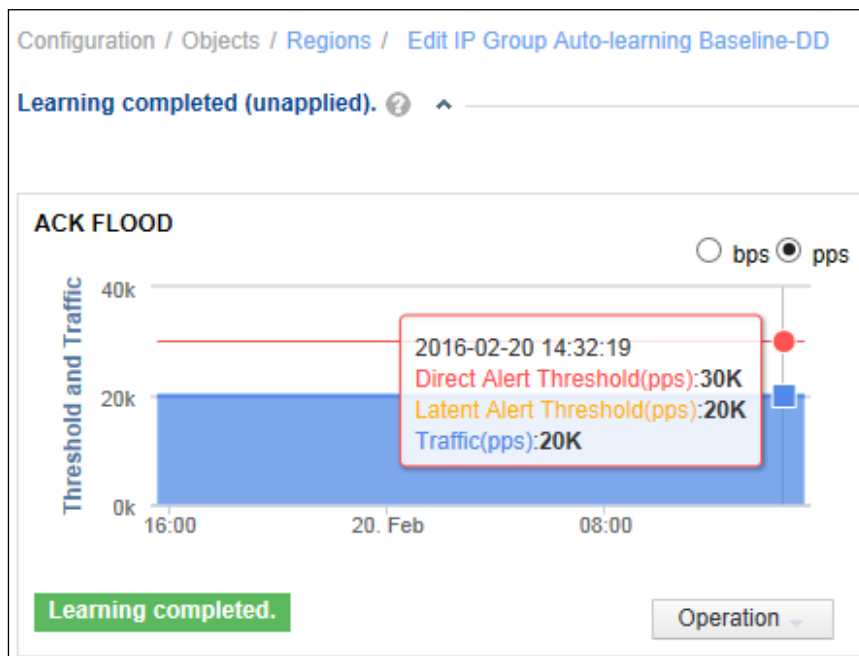 Configuration / Objects / Regions / Edit IP Group Auto-learning Baseline-DD
Learning completed (unapplied).
ACK FLOOD
bps pps
Threshold and Traffic
40k
20k
0k
2016-02-20 14:32:19
Direct Alert Threshold(pps):30K
Latent Alert Threshold(pps):20K
Traffic(pps):20K
16:00 20. Feb 08:00
Learning completed.
Operation